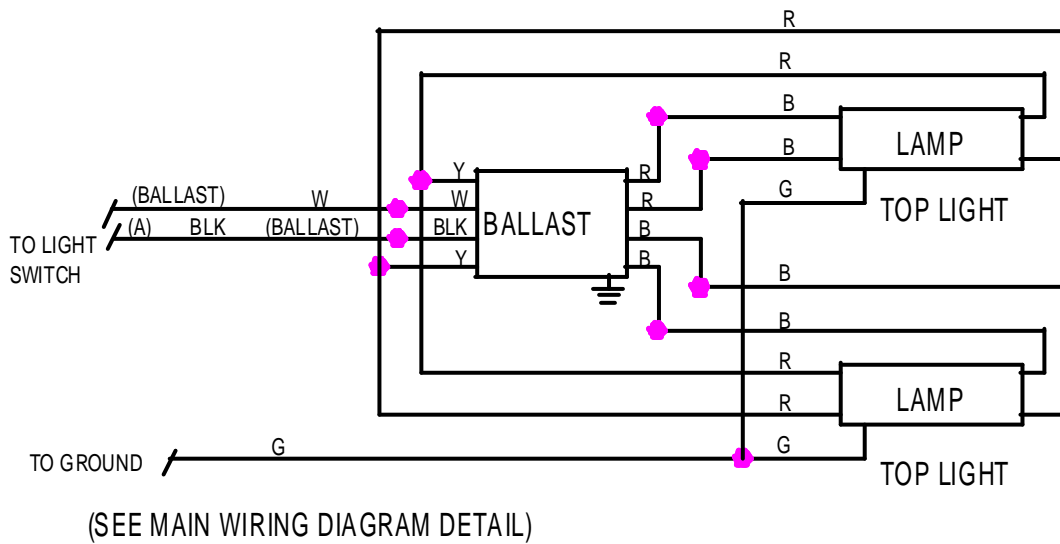 R
R
B
LAMP
B
Y
R
G
(BALLAST)
W
W
BALLAST
R
TOP LIGHT
TO LIGHT
SWITCH
(A)
BLK
(BALLAST)
BLK
B
Y
B
B
B
R
LAMP
R
TO GROUND
G
G
TOP LIGHT
(SEE MAIN WIRING DIAGRAM DETAIL)